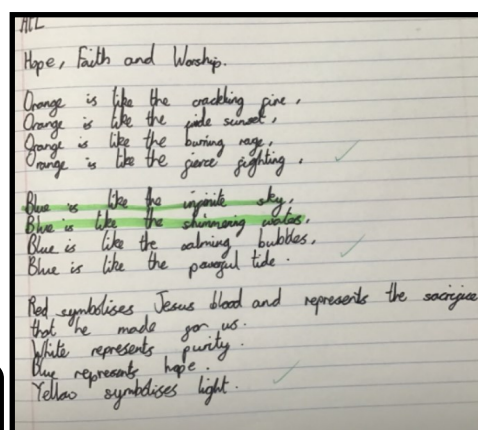 Hope, Faith and Worship.
Orange is like the crackling fire,
Orange is like the sunset,
Orange is like the burning rage,
Orange is like the fierce fighting,
Blue is like the infinite sky,
Blue is like the shimmering waters,
Blue is like the calming bubbles,
Blue is like the powerful tide.
Red symbolises Jesus blood and represents the sacrifice
that he made for us.
White represents purity.
Blue represents hope.
Yellow symbolises light.